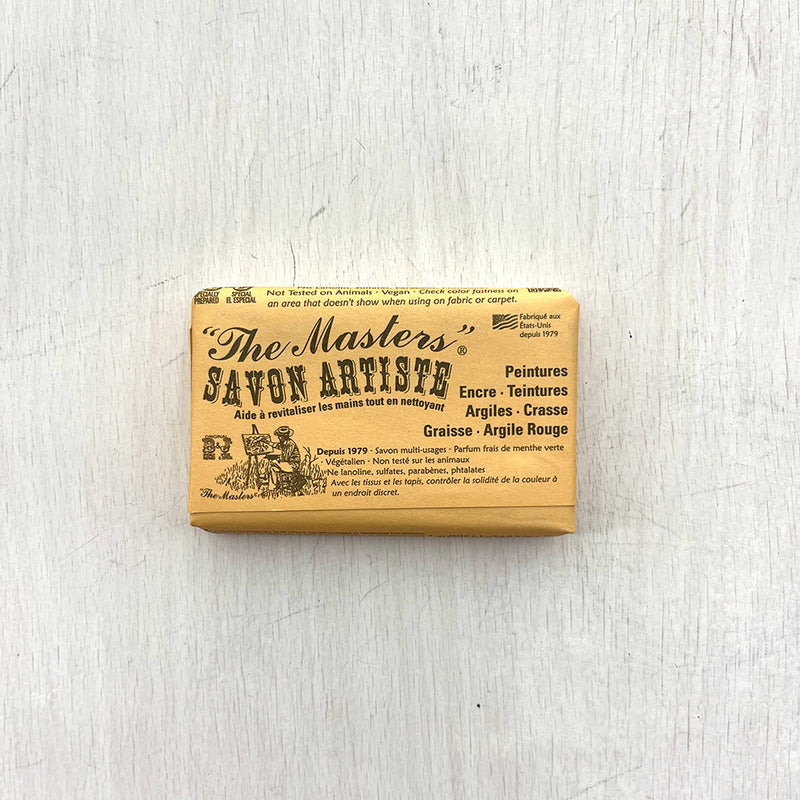 SPECIALLY PREPARED
SPECIAL EL ESPECIAL
Not Tested on Animals · Vegan · Check color fastness on
an area that doesn't show when using on fabric or carpet.
"The Masters"®
SAVON ARTISTE
Aide à revitaliser les mains tout en nettoyant
Fabriqué aux
États-Unis
depuis 1979
Peintures
Encre · Teintures
Argiles · Crasse
Graisse · Argile Rouge
Depuis 1979 · Savon multi-usages · Parfum frais de menthe verte
· Végétalien · Non testé sur les animaux
Ne lanoline, sulfates, parabènes, phtalates
Avec les tissus et les tapis, contrôler la solidité de la couleur à
un endroit discret.
"The Masters"